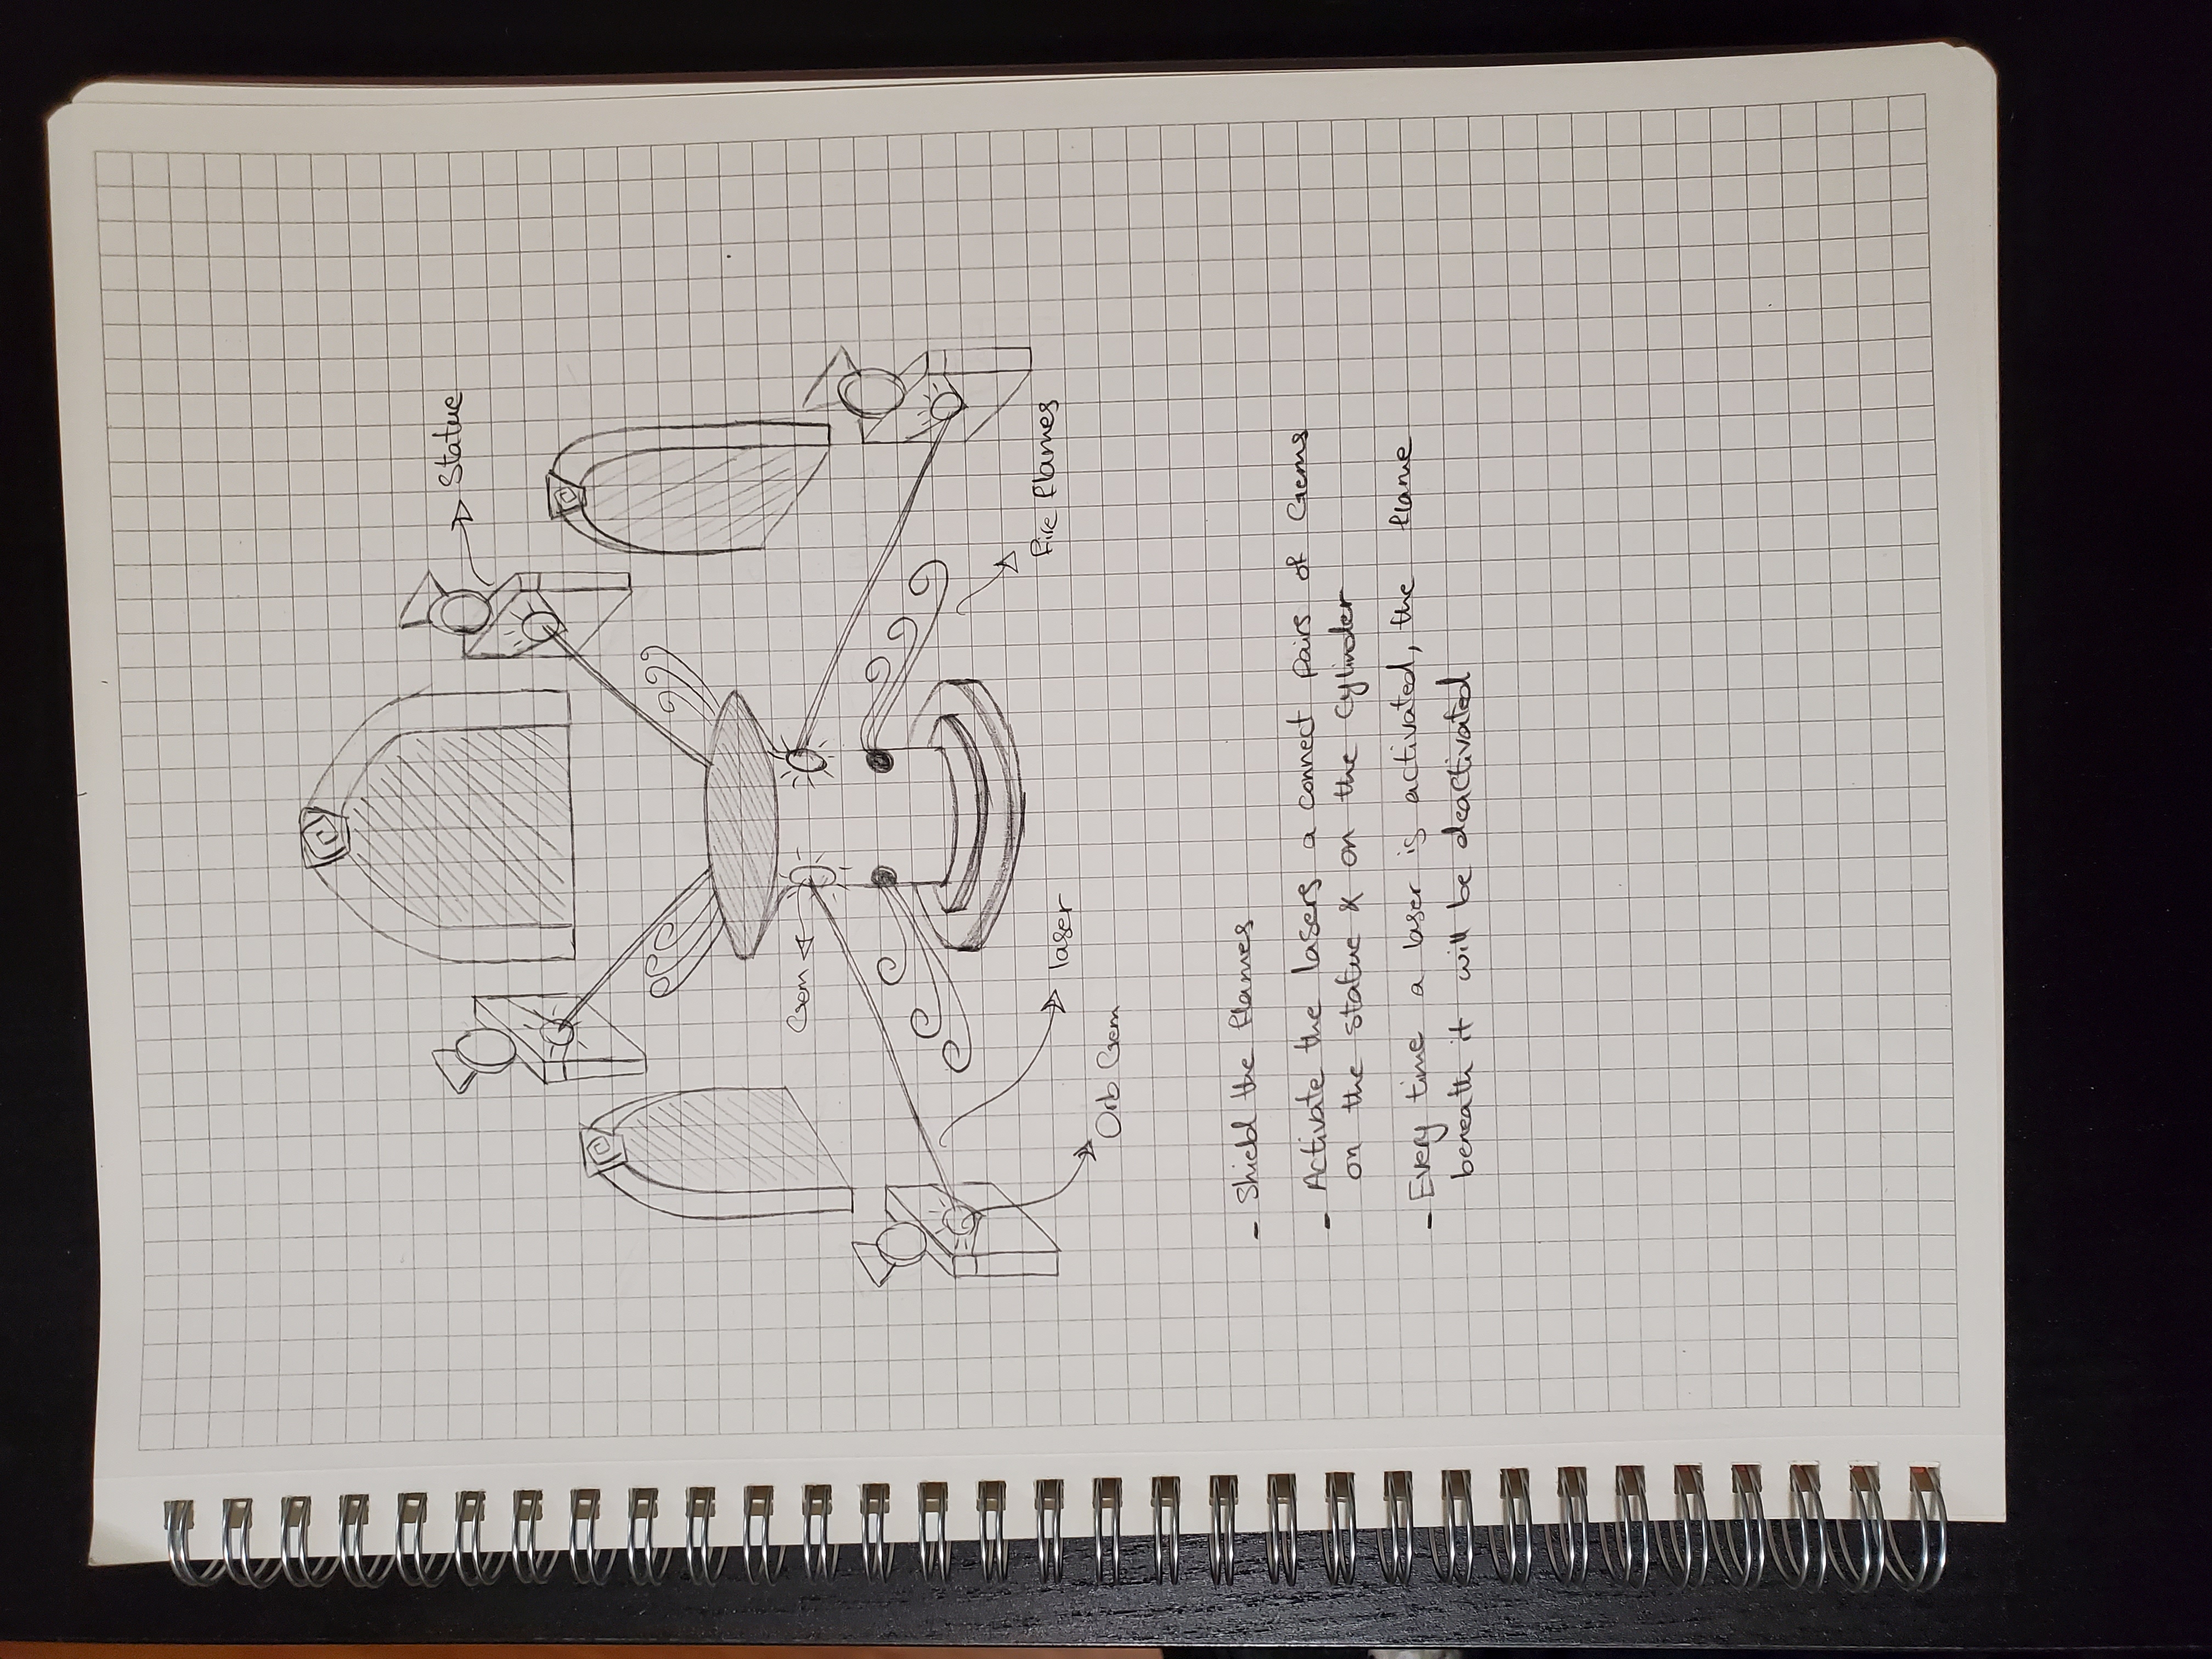 Statue
Gem
fire flames
laser
Orb Gem
- Shield the flames
- Activate the lasers a connect pairs of Gems
on the statue & on the cylinder
- Every time a laser is activated, the flame
beneath it will be deactivated